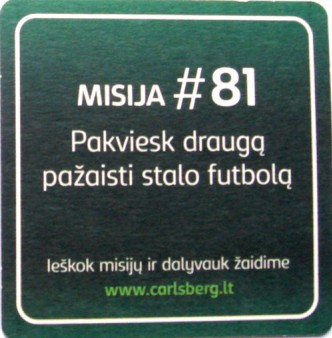 MISIJA #81
Pakviesk draugą
pažaisti stalo futbolą
Ieškok misijų ir dalyvauk žaidime
www.carlsberg.lt